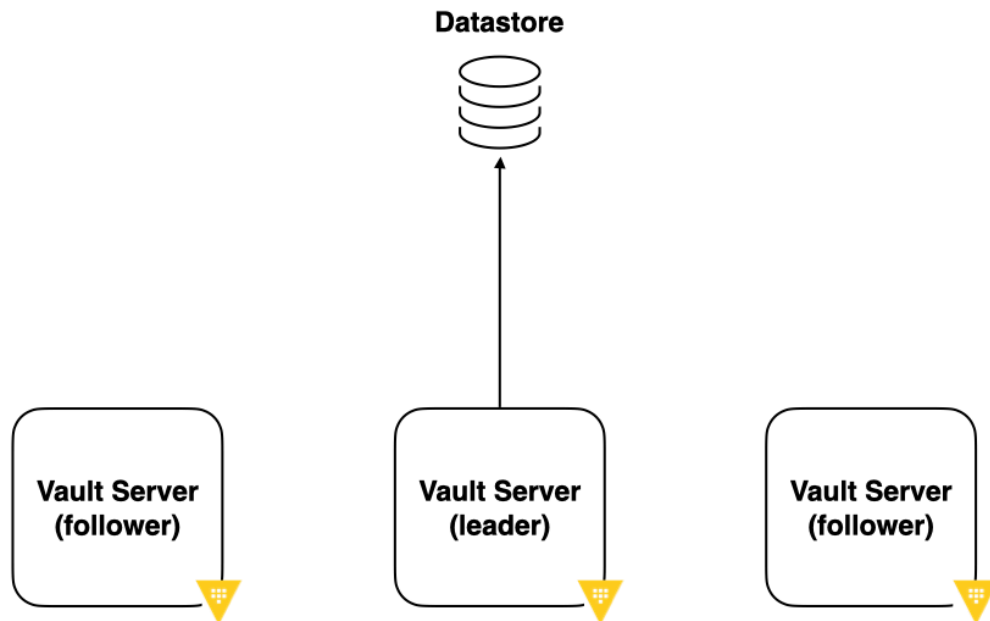 Datastore
Vault Server
(follower)
Vault Server
(leader)
Vault Server
(follower)